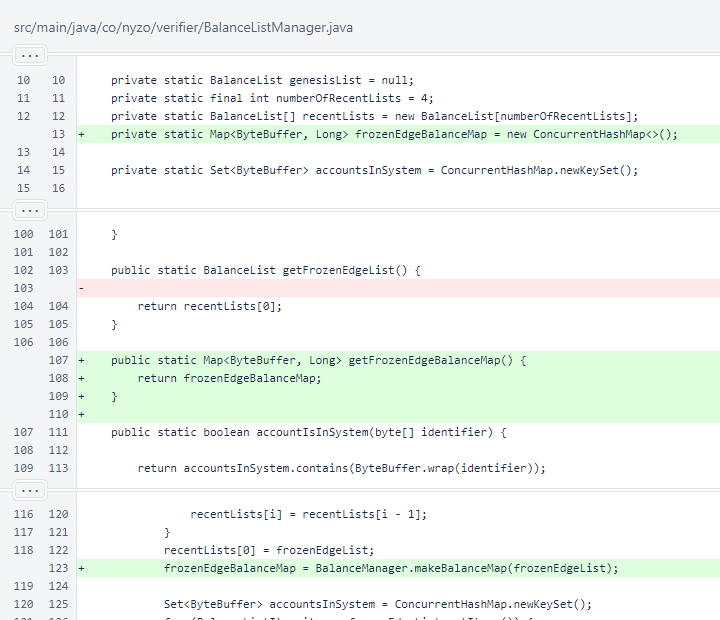 src/main/java/co/nyzo/verifier/BalanceListManager.java
...
10 10 private static BalanceList genesisList = null;
11 11 private static final int numberOfRecentLists = 4;
12 12 private static BalanceList[] recentLists = new BalanceList[numberOfRecentLists];
13 + private static Map<ByteBuffer, Long> frozenEdgeBalanceMap = new ConcurrentHashMap<>();
13 14
14 15 private static Set<ByteBuffer> accountsInSystem = ConcurrentHashMap.newKeySet();
15 16
...
100 101 }
101 102
102 103 public static BalanceList getFrozenEdgeList() {
103 -
104 104 return recentLists[0];
105 105 }
106 106
107 + public static Map<ByteBuffer, Long> getFrozenEdgeBalanceMap() {
108 + return frozenEdgeBalanceMap;
109 + }
110 +
107 111 public static boolean accountIsInSystem(byte[] identifier) {
108 112
109 113 return accountsInSystem.contains(ByteBuffer.wrap(identifier));
...
116 120 recentLists[i] = recentLists[i - 1];
117 121 }
118 122 recentLists[0] = frozenEdgeList;
123 + frozenEdgeBalanceMap = BalanceManager.makeBalanceMap(frozenEdgeList);
119 124
120 125 Set<ByteBuffer> accountsInSystem = ConcurrentHashMap.newKeySet();